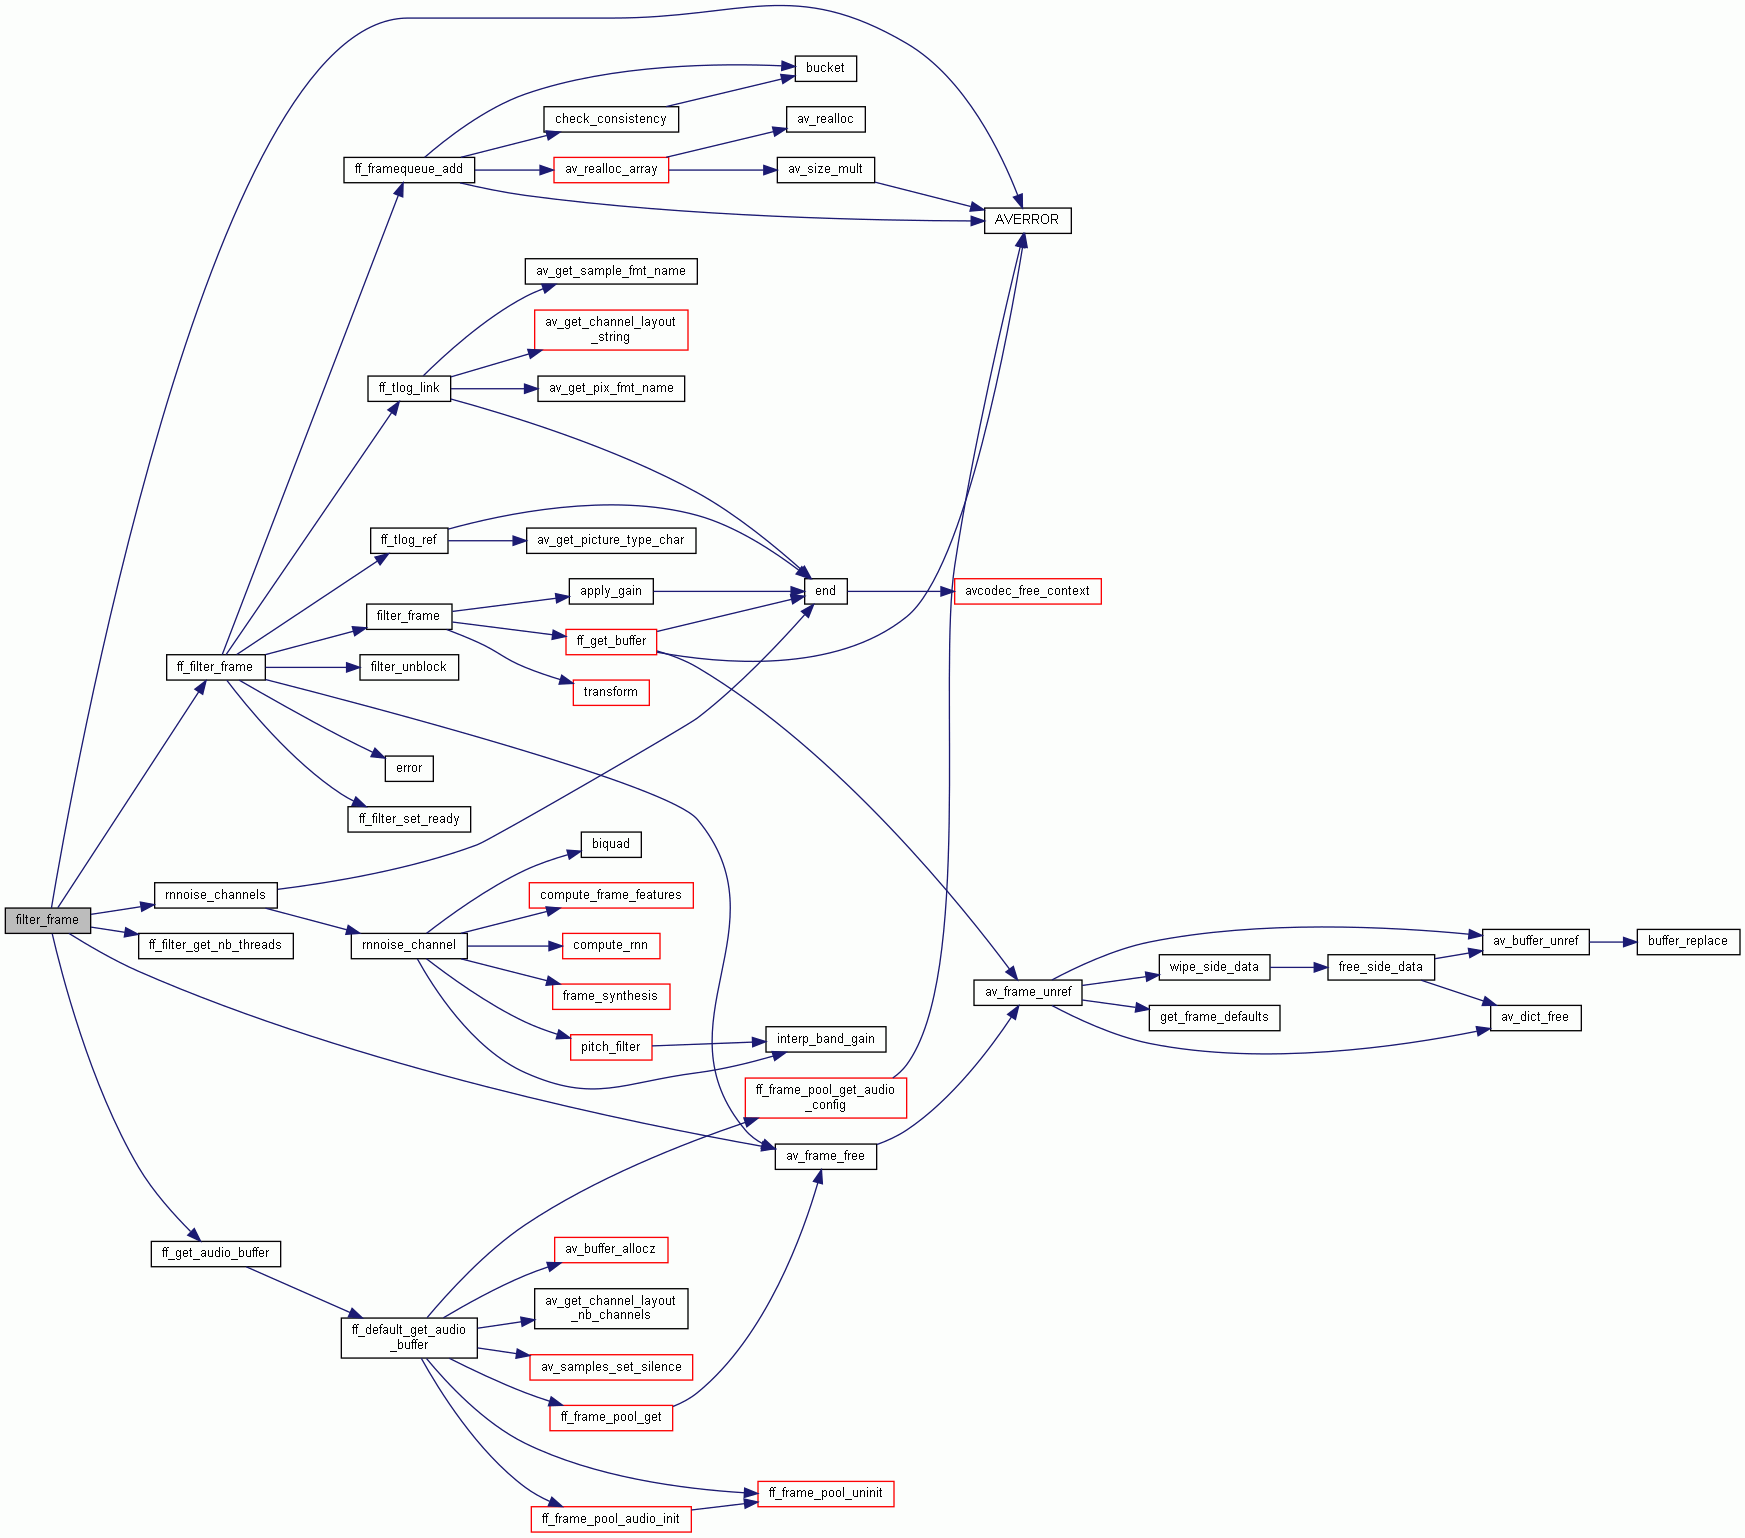 bucket
check_consistency
av_realloc
ff_framequeue_add
av_realloc_array
av_size_mult
AVERROR
av_get_sample_fmt_name
av_get_channel_layout
_string
ff_tlog_link
av_get_pix_fmt_name
ff_tlog_ref
av_get_picture_type_char
apply_gain
end
avcodec_free_context
filter_frame
ff_get_buffer
ff_filter_frame
filter_unblock
transform
error
ff_filter_set_ready
biquad
rnnoise_channels
compute_frame_features
filter_frame
ff_filter_get_nb_threads
rnnoise_channel
compute_rnn
av_buffer_unref
buffer_replace
wipe_side_data
free_side_data
frame_synthesis
av_frame_unref
get_frame_defaults
av_dict_free
pitch_filter
interp_band_gain
ff_frame_pool_get_audio
_config
av_frame_free
ff_get_audio_buffer
av_buffer_allocz
av_get_channel_layout
_nb_channels
ff_default_get_audio
_buffer
av_samples_set_silence
ff_frame_pool_get
ff_frame_pool_uninit
ff_frame_pool_audio_init